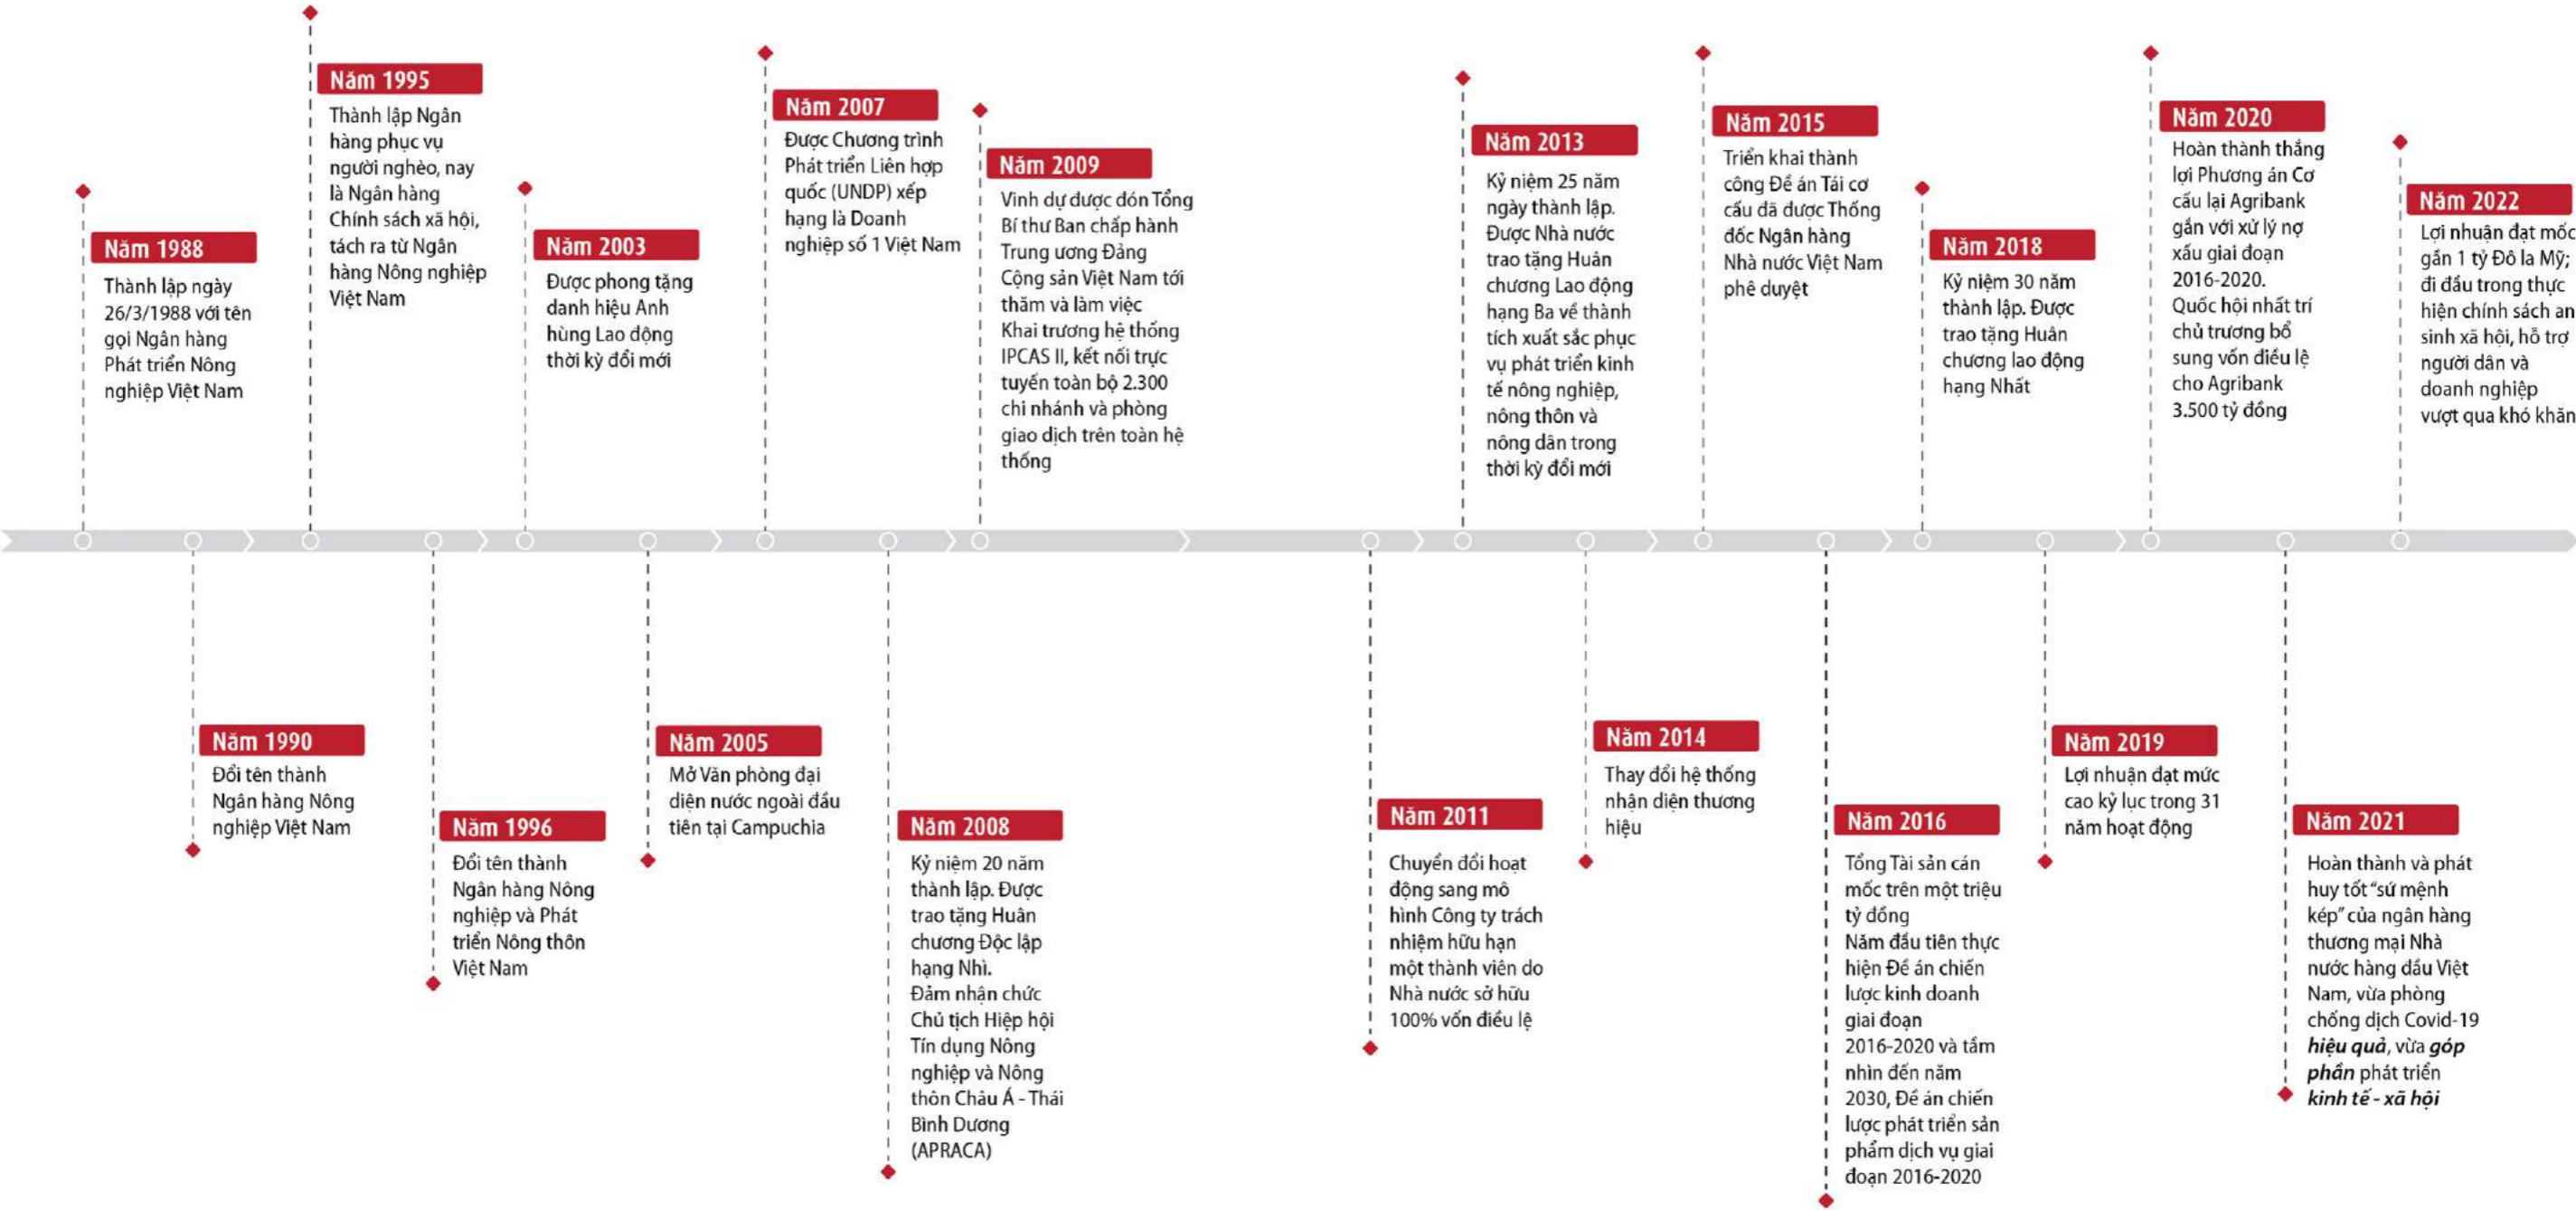 Năm 1988
Thành lập ngày
26/3/1988 với tên
gọi Ngân hàng
Phát triển Nông
nghiệp Việt Nam
Năm 1990
Đổi tên thành
Ngân hàng Nông
nghiệp Việt Nam
Năm 1995
Thành lập Ngân
hàng phục vụ
người nghèo, nay
là Ngân hàng
Chính sách xã hội,
tách ra từ Ngân
hàng Nông nghiệp
Việt Nam
Năm 1996
Đổi tên thành
Ngân hàng Nông
nghiệp và Phát
triển Nông thôn
Việt Nam
Năm 2003
Được phong tặng
danh hiệu Anh
hùng Lao động
thời kỳ đổi mới
Năm 2005
Mở Văn phòng đại
diện nước ngoài đầu
tiên tại Campuchia
Năm 2007
Được Chương trình
Phát triển Liên hợp
quốc (UNDP) xếp
hạng là Doanh
nghiệp số 1 Việt Nam
Năm 2008
Kỷ niệm 20 năm
thành lập. Được
trao tặng Huân
chương Độc lập
hạng Nhì.
Đảm nhận chức
Chủ tịch Hiệp hội
Tín dụng Nông
nghiệp và Nông
thôn Châu Á - Thái
Bình Dương
(APRACA)
Năm 2009
Vinh dự được đón Tổng
Bí thư Ban chấp hành
Trung ương Đảng
Cộng sản Việt Nam tới
thăm và làm việc
Khai trương hệ thống
IPCAS II, kết nối trực
tuyến toàn bộ 2.300
chi nhánh và phòng
giao dịch trên toàn hệ
thống
Năm 2011
Chuyển đổi hoạt
động sang mô
hình Công ty trách
nhiệm hữu hạn
một thành viên do
Nhà nước sở hữu
100% vốn điều lệ
Năm 2013
Kỷ niệm 25 năm
ngày thành lập.
Được Nhà nước
trao tặng Huân
chương Lao động
hạng Ba về thành
tích xuất sắc phục
vụ phát triển kinh
tế nông nghiệp,
nông thôn và
nông dân trong
thời kỳ đổi mới
Năm 2014
Thay đổi hệ thống
nhận diện thương
hiệu
Năm 2015
Triển khai thành
công Đề án Tái cơ
cấu đã được Thống
đốc Ngân hàng
Nhà nước Việt Nam
phê duyệt
Năm 2016
Tổng Tài sản cán
mốc trên một triệu
tỷ đồng
Năm đầu tiên thực
hiện Đề án chiến
lược kinh doanh
giai đoạn
2016-2020 và tầm
nhìn đến năm
2030, Đề án chiến
lược phát triển sản
phẩm dịch vụ giai
đoạn 2016-2020
Năm 2018
Kỷ niệm 30 năm
thành lập. Được
trao tặng Huân
chương lao động
hạng Nhất
Năm 2019
Lợi nhuận đạt mức
cao kỷ lục trong 31
năm hoạt động
Năm 2020
Hoàn thành thắng
lợi Phương án Cơ
cấu lại Agribank
gắn với xử lý nợ
xấu giai đoạn
2016-2020.
Quốc hội nhất trí
chủ trương bổ
sung vốn điều lệ
cho Agribank
3.500 tỷ đồng
Năm 2021
Hoàn thành và phát
huy tốt “sứ mệnh
kép” của ngân hàng
thương mại Nhà
nước hàng đầu Việt
Nam, vừa phòng
chống dịch Covid-19
hiệu quả, vừa góp
phần phát triển
kinh tế - xã hội
Năm 2022
Lợi nhuận đạt mốc
gần 1 tỷ Đô la Mỹ;
đi đầu trong thực
hiện chính sách an
sinh xã hội, hỗ trợ
người dân và
doanh nghiệp
vượt qua khó khăn